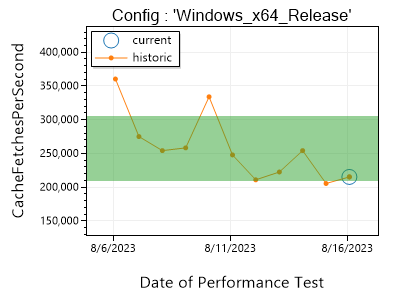 Config : 'Windows_x64_Release'
current
historic
CacheFetchesPerSecond
400,000
350,000
300,000
250,000
200,000
150,000
8/6/2023
8/11/2023
8/16/2023
Date of Performance Test